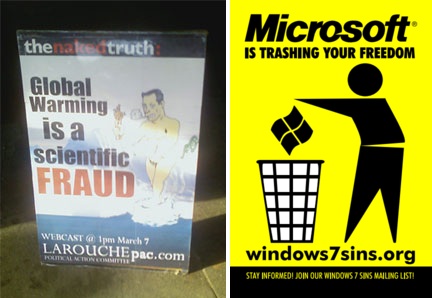 thenakedtruth:
Global
Warming
is a
scientific
FRAUD
WEBCAST @ 1pm March 7
LAROUCHEpac.com
POLITICAL ACTION COMMITTEE
Microsoft®
IS TRASHING YOUR FREEDOM
windows7sins.org
STAY INFORMED! JOIN OUR WINDOWS 7 SINS MAILING LIST!